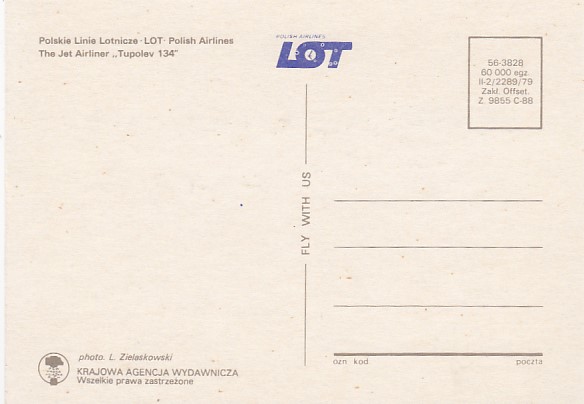 Polskie Linie Lotnicze · LOT · Polish Airlines
The Jet Airliner „Tupolev 134"
POLISH AIRLINES
LOT
56-3828
60 000 egz.
II-2/2289/79
Zakl. Offset.
Z. 9855 C-88
FLY WITH US
ozn kod
poczta
photo. L. Zielaskowski
KRAJOWA AGENCJA WYDAWNICZA
Wszelkie prawa zastrzeżone